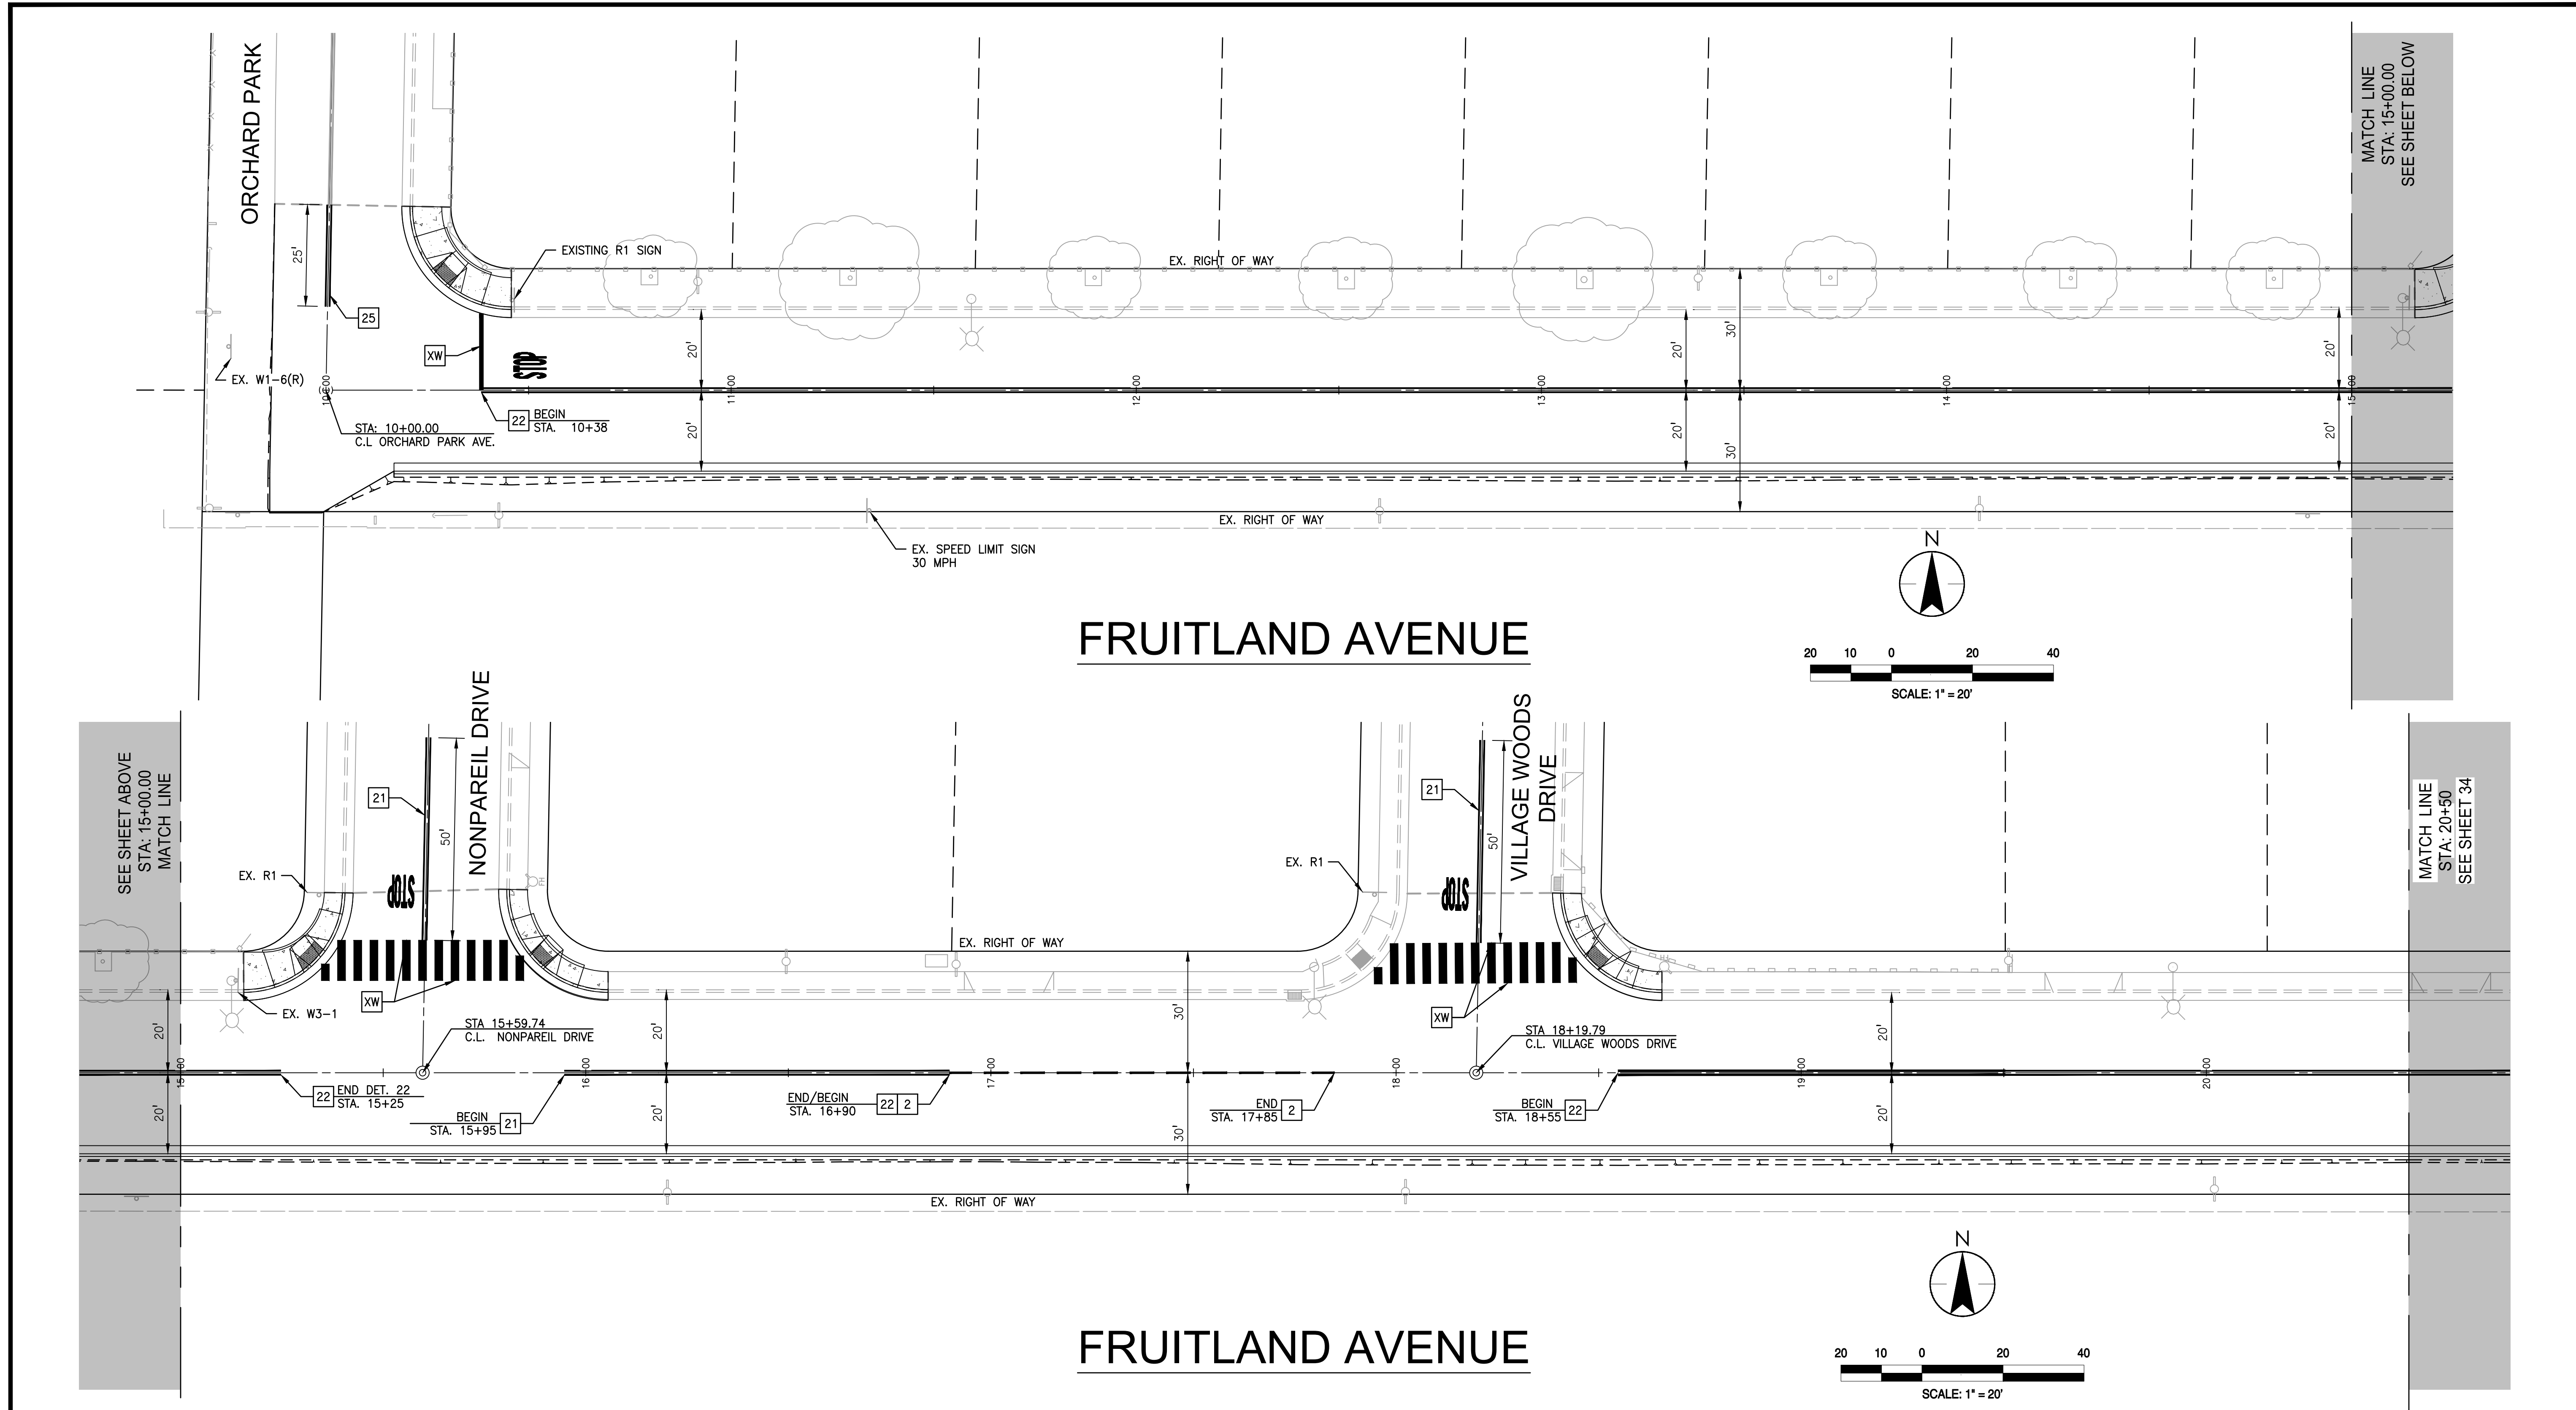 ORCHARD PARK
25'
25
EXISTING R1 SIGN
EX. RIGHT OF WAY
MATCH LINE
STA: 15+00.00
SEE SHEET BELOW
XW
STOP
20'
20'
30'
20'
EX. W1-6(R)
10+00
11+00
12+00
13+00
14+00
15+00
STA: 10+00.00
C.L ORCHARD PARK AVE.
22 BEGIN
STA. 10+38
20'
20'
30'
20'
EX. RIGHT OF WAY
EX. SPEED LIMIT SIGN
30 MPH
N
FRUITLAND AVENUE
20 10 0 20 40
SCALE: 1" = 20'
SEE SHEET ABOVE
STA: 15+00.00
MATCH LINE
NONPAREIL DRIVE
21
50'
VILLAGE WOODS
DRIVE
21
50'
MATCH LINE
STA: 20+50
SEE SHEET 34
EX. R1
STOP
FH
EX. R1
STOP
EX. RIGHT OF WAY
XW
EX. W3-1
XW
20'
STA 15+59.74
C.L. NONPAREIL DRIVE
20'
30'
STA 18+19.79
C.L. VILLAGE WOODS DRIVE
20'
15+00
16+00
17+00
18+00
19+00
20+00
20'
22 END DET. 22
STA. 15+25
BEGIN
STA. 15+95 21
20'
END/BEGIN
STA. 16+90 22 2
30'
END
STA. 17+85 2
BEGIN
STA. 18+55 22
20'
EX. RIGHT OF WAY
N
FRUITLAND AVENUE
20 10 0 20 40
SCALE: 1" = 20'